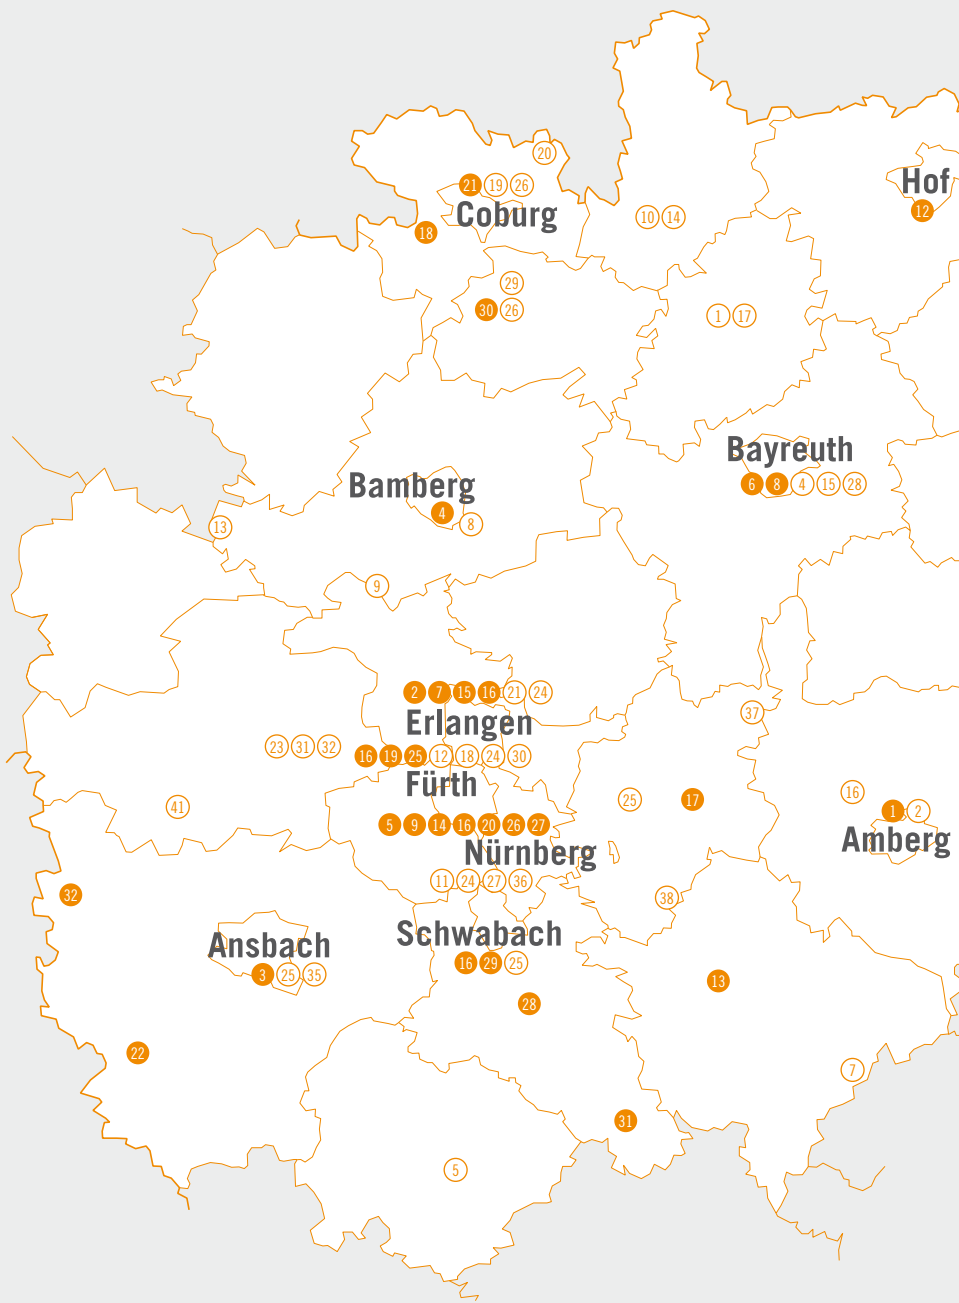 20
21 19 26
Coburg
18
Hof
12
10 14
29
30 26
1 17
Bayreuth
6 8 4 15 28
Bamberg
4
8
13
9
2 7 15 16 21 24
Erlangen
37
23 31 32
16 19 25 12 18 24 30
Fürth
41
25
17
16
1 2
Amberg
5 9 14 16 20 26 27
Nürnberg
11 24 27 36
32
38
Ansbach
3 25 35
Schwabach
16 29 25
28
13
22
7
31
5